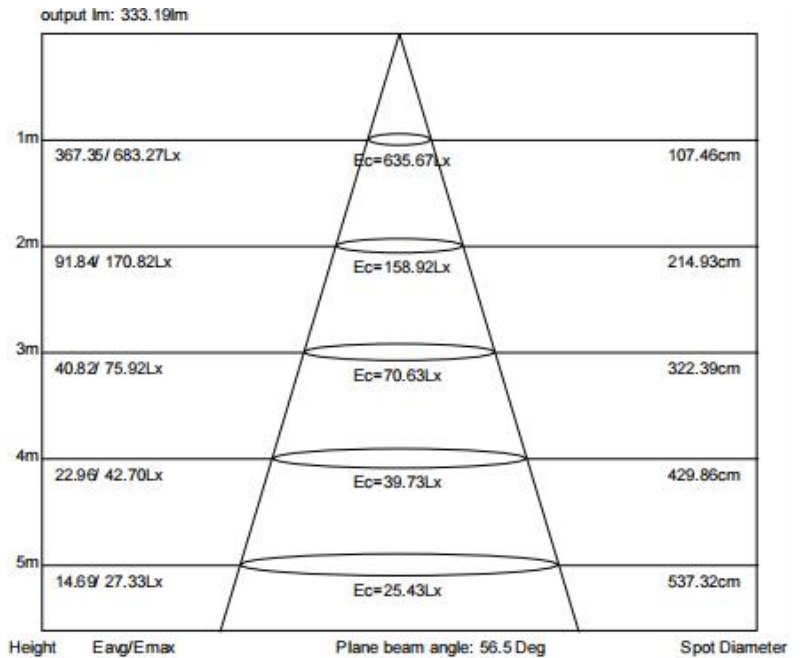 output lm: 333.19lm
1m
367.35/ 683.27Lx Ec=635.67Lx 107.46cm
2m
91.84/ 170.82Lx Ec=158.92Lx 214.93cm
3m
40.82/ 75.92Lx Ec=70.63Lx 322.39cm
4m
22.96/ 42.70Lx Ec=39.73Lx 429.86cm
5m
14.69/ 27.33Lx Ec=25.43Lx 537.32cm
Height Eavg/Emax Plane beam angle: 56.5 Deg Spot Diameter